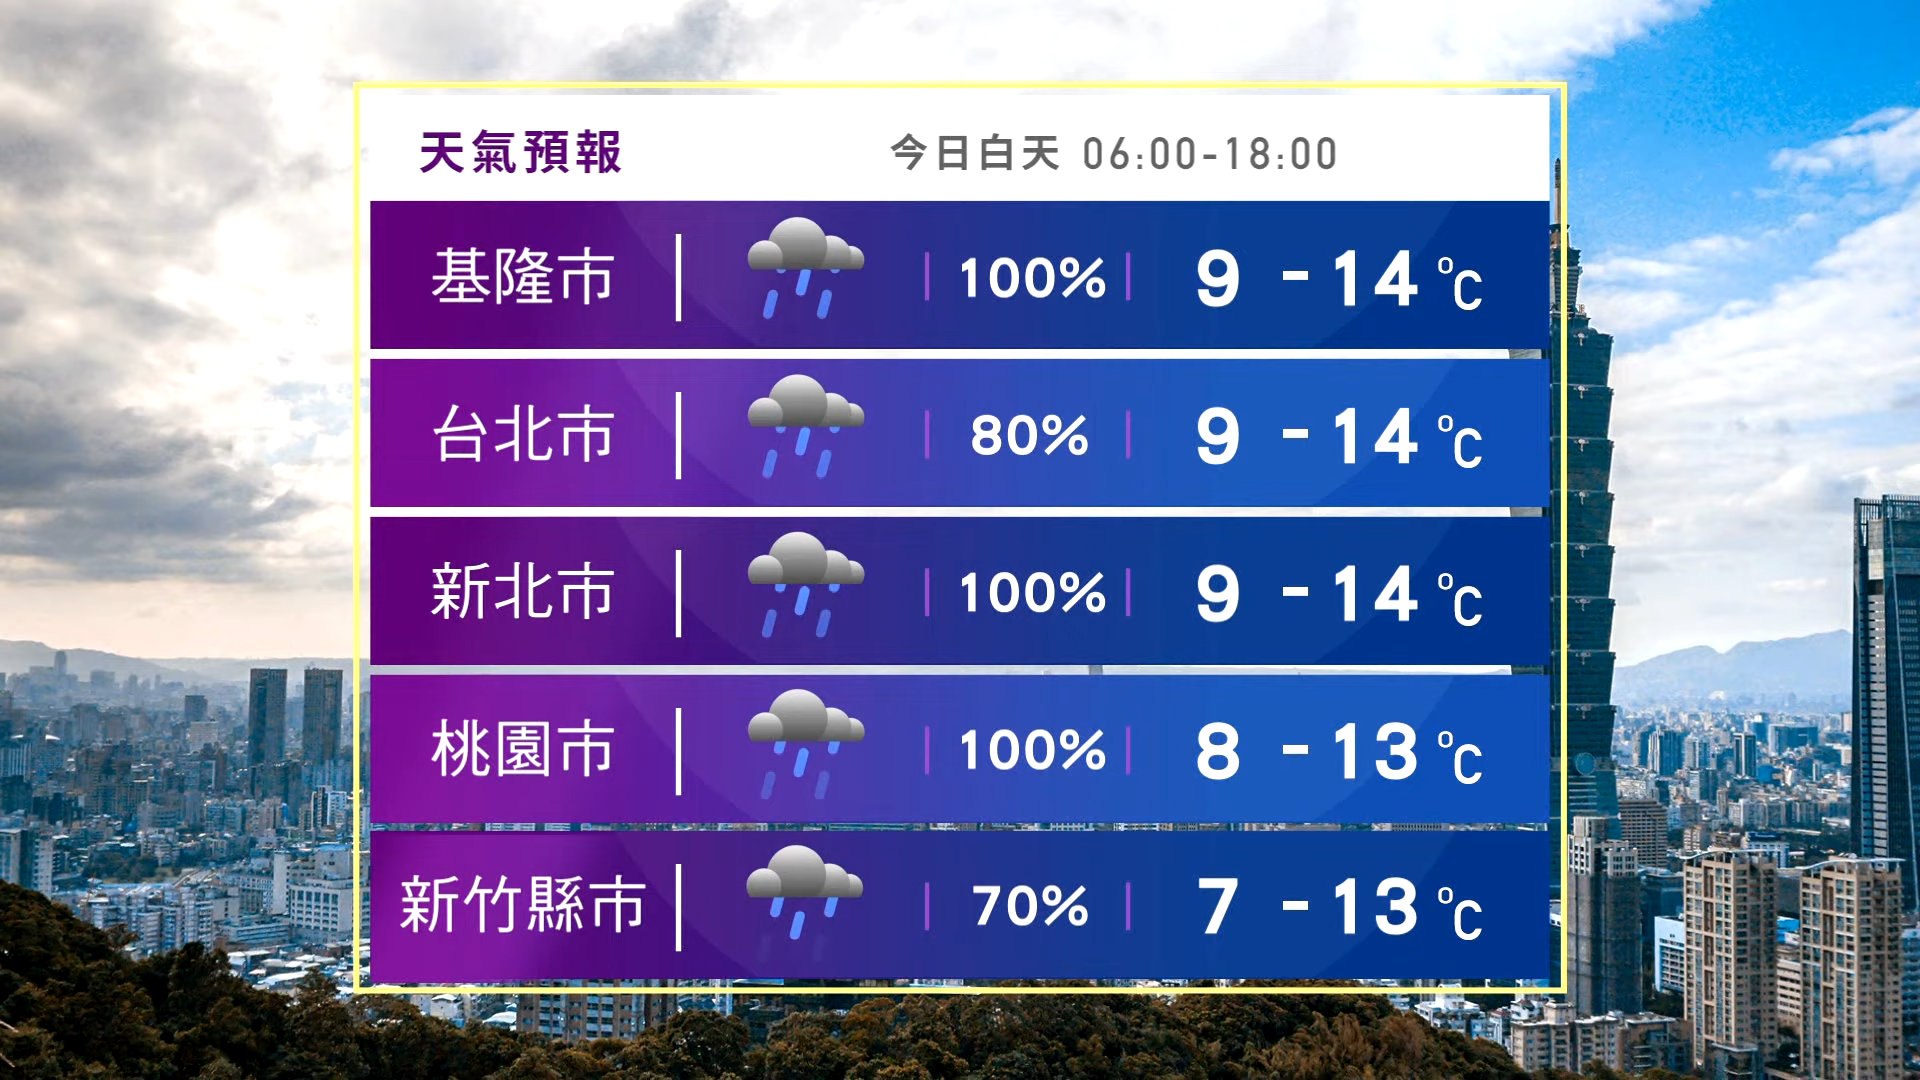 天氣預報 今日白天 06:00-18:00
基隆市 100% 9 - 14 °C
台北市 80% 9 - 14 °C
新北市 100% 9 - 14 °C
桃園市 100% 8 - 13 °C
新竹縣市 70% 7 - 13 °C